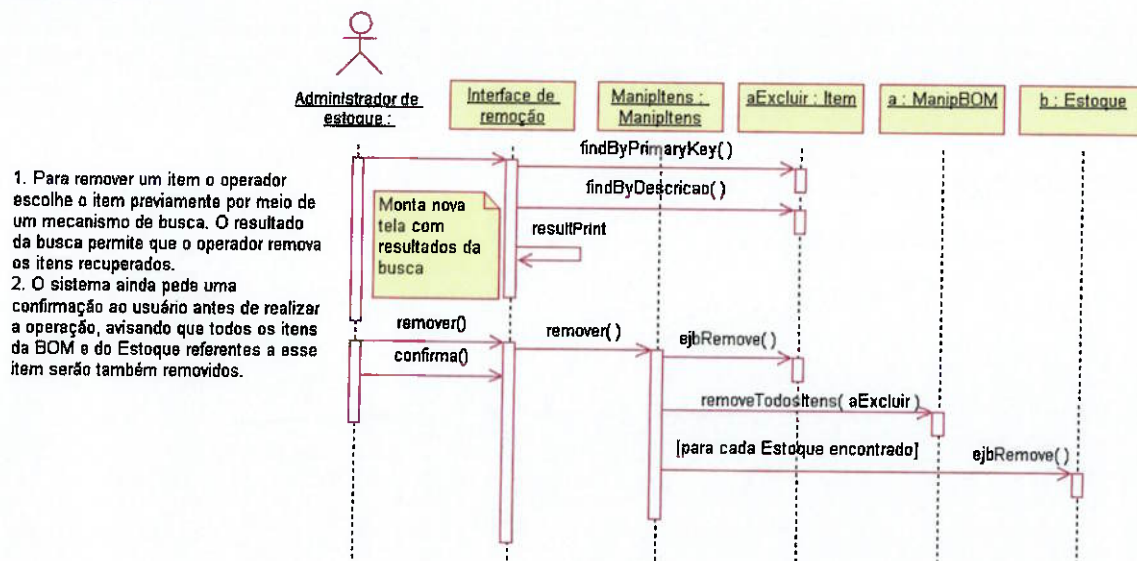 Administrador de
estoque :
Interface de
remoção
ManipItens :
ManipItens
aExcluir : Item
a : ManipBOM
b : Estoque
1. Para remover um item o operador
escolhe o item previamente por meio de
um mecanismo de busca. O resultado
da busca permite que o operador remova
os itens recuperados.
2. O sistema ainda pede uma
confirmação ao usuário antes de realizar
a operação, avisando que todos os itens
da BOM e do Estoque referentes a esse
item serão também removidos.
Monta nova
tela com
resultados da
busca
findByPrimaryKey()
findByDescricao()
resultPrint
remover()
remover( )
confirma()
ejbRemove( )
removeTodosItens( aExcluir )
[para cada Estoque encontrado]
ejbRemove( )